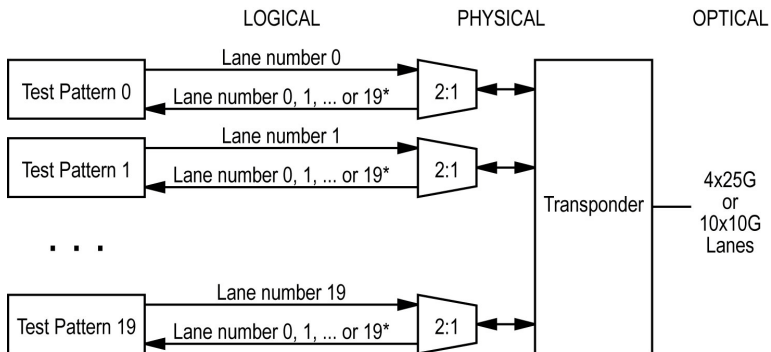 LOGICAL PHYSICAL OPTICAL
Lane number 0
Test Pattern 0
Lane number 0, 1, ... or 19*
2:1
Lane number 1
Test Pattern 1
Lane number 0, 1, ... or 19*
2:1
Transponder
4x25G
or
10x10G
Lanes
. . .
Lane number 19
Test Pattern 19
Lane number 0, 1, ... or 19*
2:1